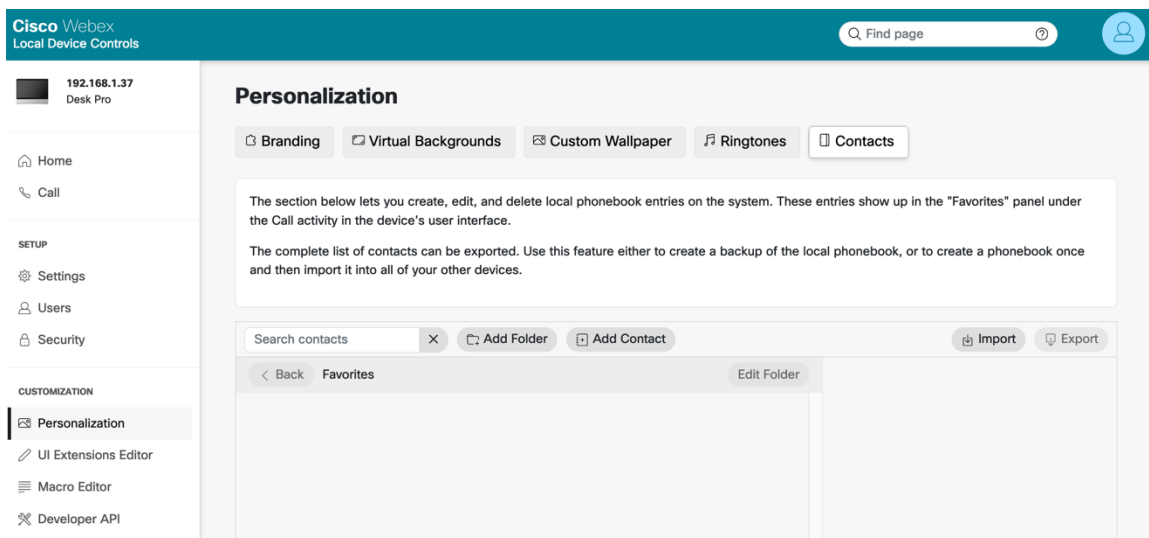 Cisco Webex
Local Device Controls
Find page
192.168.1.37
Desk Pro
Home
Call
SETUP
Settings
Users
Security
CUSTOMIZATION
Personalization
UI Extensions Editor
Macro Editor
Developer API
Personalization
Branding
Virtual Backgrounds
Custom Wallpaper
Ringtones
Contacts
The section below lets you create, edit, and delete local phonebook entries on the system. These entries show up in the "Favorites" panel under
the Call activity in the device's user interface.
The complete list of contacts can be exported. Use this feature either to create a backup of the local phonebook, or to create a phonebook once
and then import it into all of your other devices.
Search contacts
Add Folder
Add Contact
Import
Export
Back
Favorites
Edit Folder